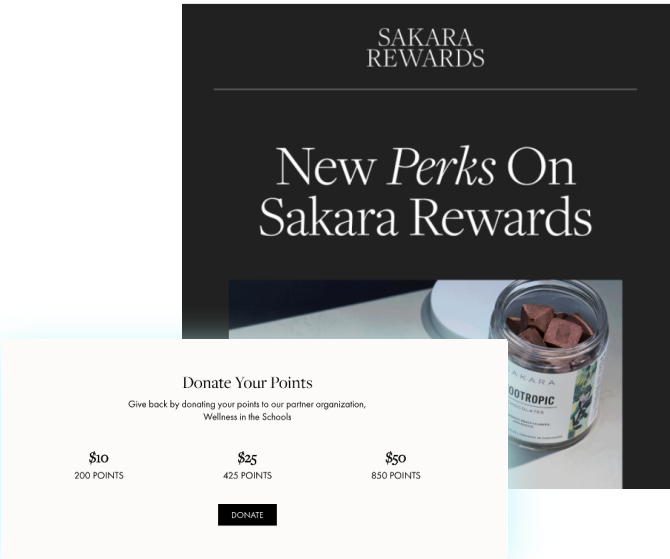 SAKARA
REWARDS
New Perks On
Sakara Rewards
SAKARA
OOTROPIC
CHOCOLATES
Donate Your Points
Give back by donating your points to our partner organization,
Wellness in the Schools
$10
200 POINTS
$25
425 POINTS
$50
850 POINTS
DONATE